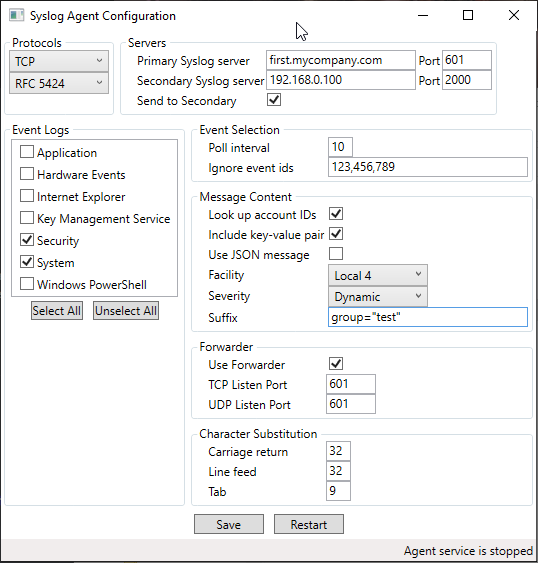 Syslog Agent Configuration
Protocols
TCP
RFC 5424
Servers
Primary Syslog server first.mycompany.com Port 601
Secondary Syslog server 192.168.0.100 Port 2000
Send to Secondary
Event Logs
Application
Hardware Events
Internet Explorer
Key Management Service
Security
System
Windows PowerShell
Select All Unselect All
Event Selection
Poll interval 10
Ignore event ids 123,456,789
Message Content
Look up account IDs
Include key-value pair
Use JSON message
Facility Local 4
Severity Dynamic
Suffix group="test"
Forwarder
Use Forwarder
TCP Listen Port 601
UDP Listen Port 601
Character Substitution
Carriage return 32
Line feed 32
Tab 9
Save Restart
Agent service is stopped